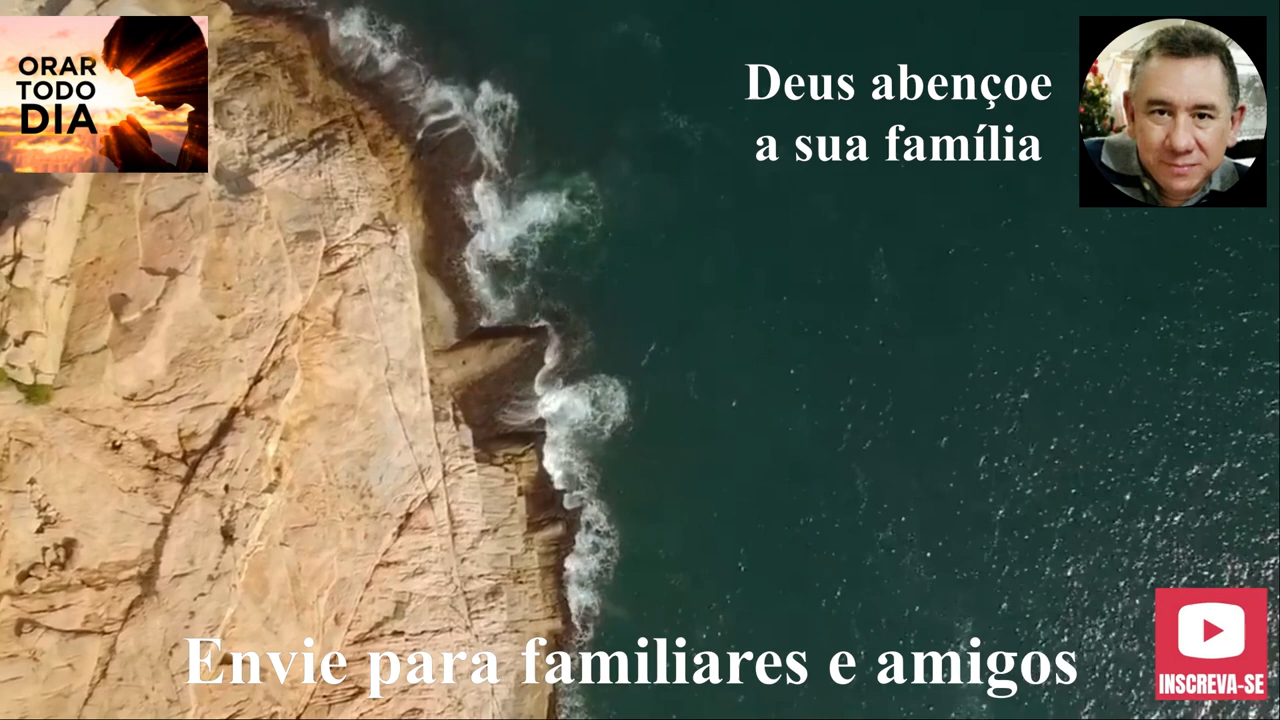 ORAR
TODO
DIA
Deus abençoe
a sua família
Envie para familiares e amigos
INSCREVA-SE